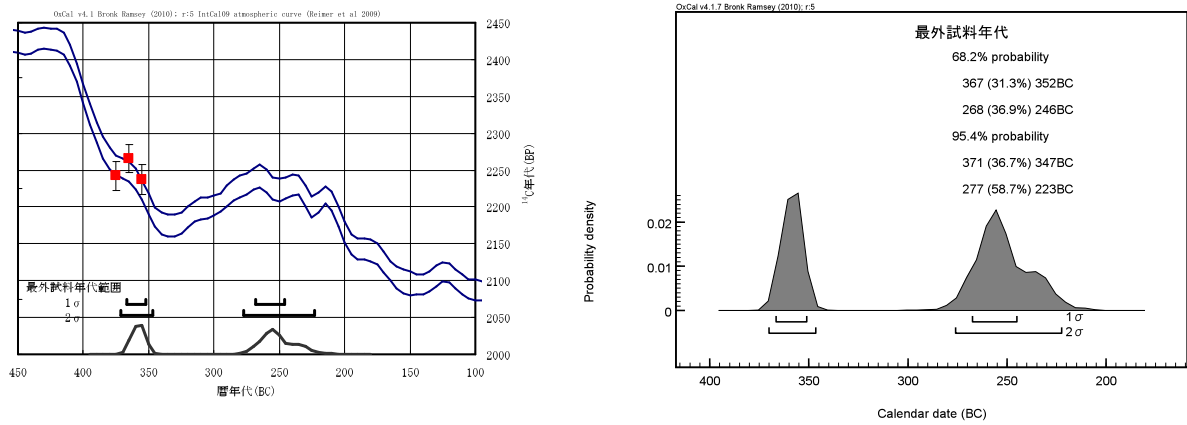 OxCal v4.1 Bronk Ramsey (2010); r:5 IntCal09 atmospheric curve (Reimer et al 2009)
2450
2400
2350
2300
2250
2200
2150
2100
2050
2000
14C年代(BP)
最外試料年代範囲
1σ
2σ
450 400 350 300 250 200 150 100
暦年代(BC)
OxCal v4.1.7 Bronk Ramsey (2010); r:5
最外試料年代
68.2% probability
367 (31.3%) 352BC
268 (36.9%) 246BC
95.4% probability
371 (36.7%) 347BC
277 (58.7%) 223BC
Probability density
0.02
0.01
0
1σ
2σ
400 300 250 200
Calendar date (BC)